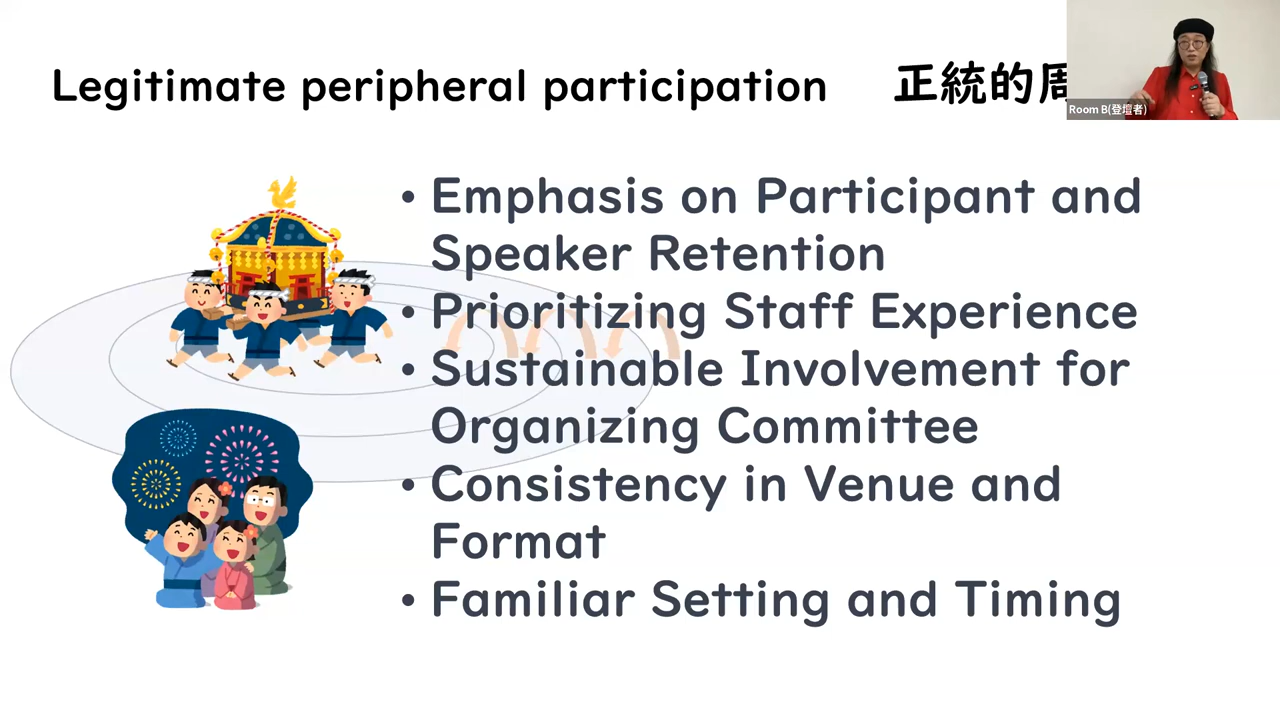 Legitimate peripheral participation 正統的周
Room B(登壇者)
• Emphasis on Participant and
Speaker Retention
• Prioritizing Staff Experience
• Sustainable Involvement for
Organizing Committee
• Consistency in Venue and
Format
• Familiar Setting and Timing